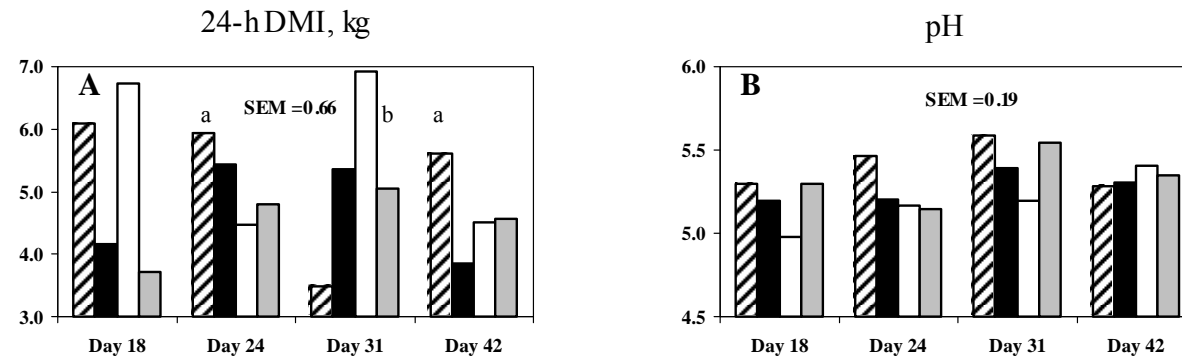 24-h DMI, kg
7.0
6.0
5.0
4.0
3.0
A
SEM =0.66
a
b
a
Day 18 Day 24 Day 31 Day 42
pH
6.0
5.5
5.0
4.5
B
SEM =0.19
Day 18 Day 24 Day 31 Day 42